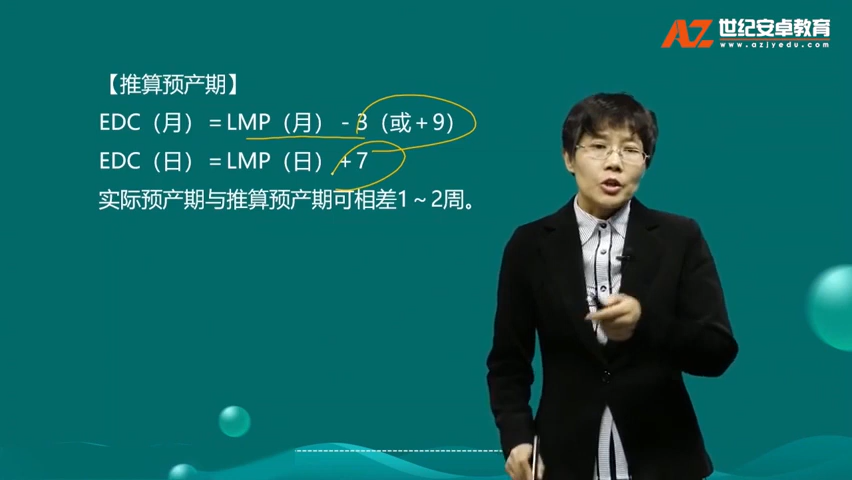 AZ 世纪安卓教育
www.azjyedu.com
【推算预产期】
EDC（月）＝LMP（月）－3（或＋9）
EDC（日）＝LMP（日）＋7
实际预产期与推算预产期可相差1～2周。